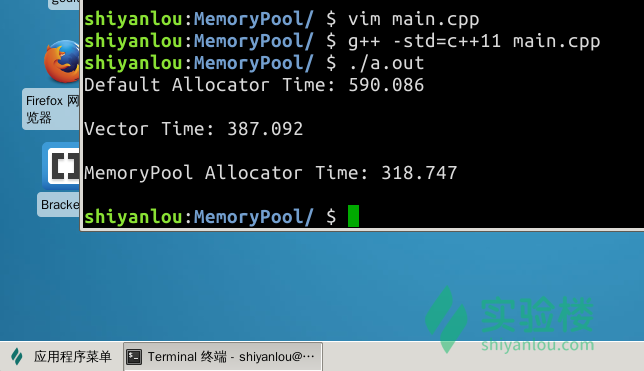 shiyanlou:MemoryPool/ $ vim main.cpp
shiyanlou:MemoryPool/ $ g++ -std=c++11 main.cpp
shiyanlou:MemoryPool/ $ ./a.out
Default Allocator Time: 590.086
Vector Time: 387.092
MemoryPool Allocator Time: 318.747
shiyanlou:MemoryPool/ $
Firefox 网
览器
Bracke
实验楼
shiyanlou.com
应用程序菜单
Terminal 终端 - shiyanlou@…